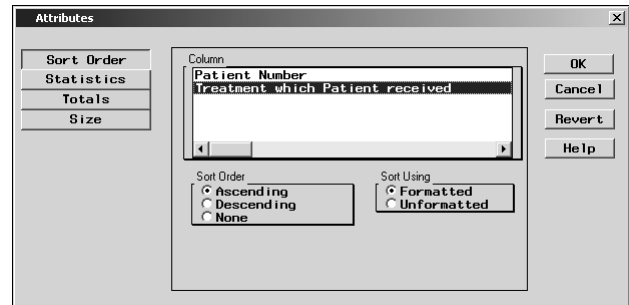 Attributes
Sort Order
Statistics
Totals
Size
Column
Patient Number
Treatment which Patient received
Sort Order
Ascending
Descending
None
Sort Using
Formatted
Unformatted
OK
Cancel
Revert
Help